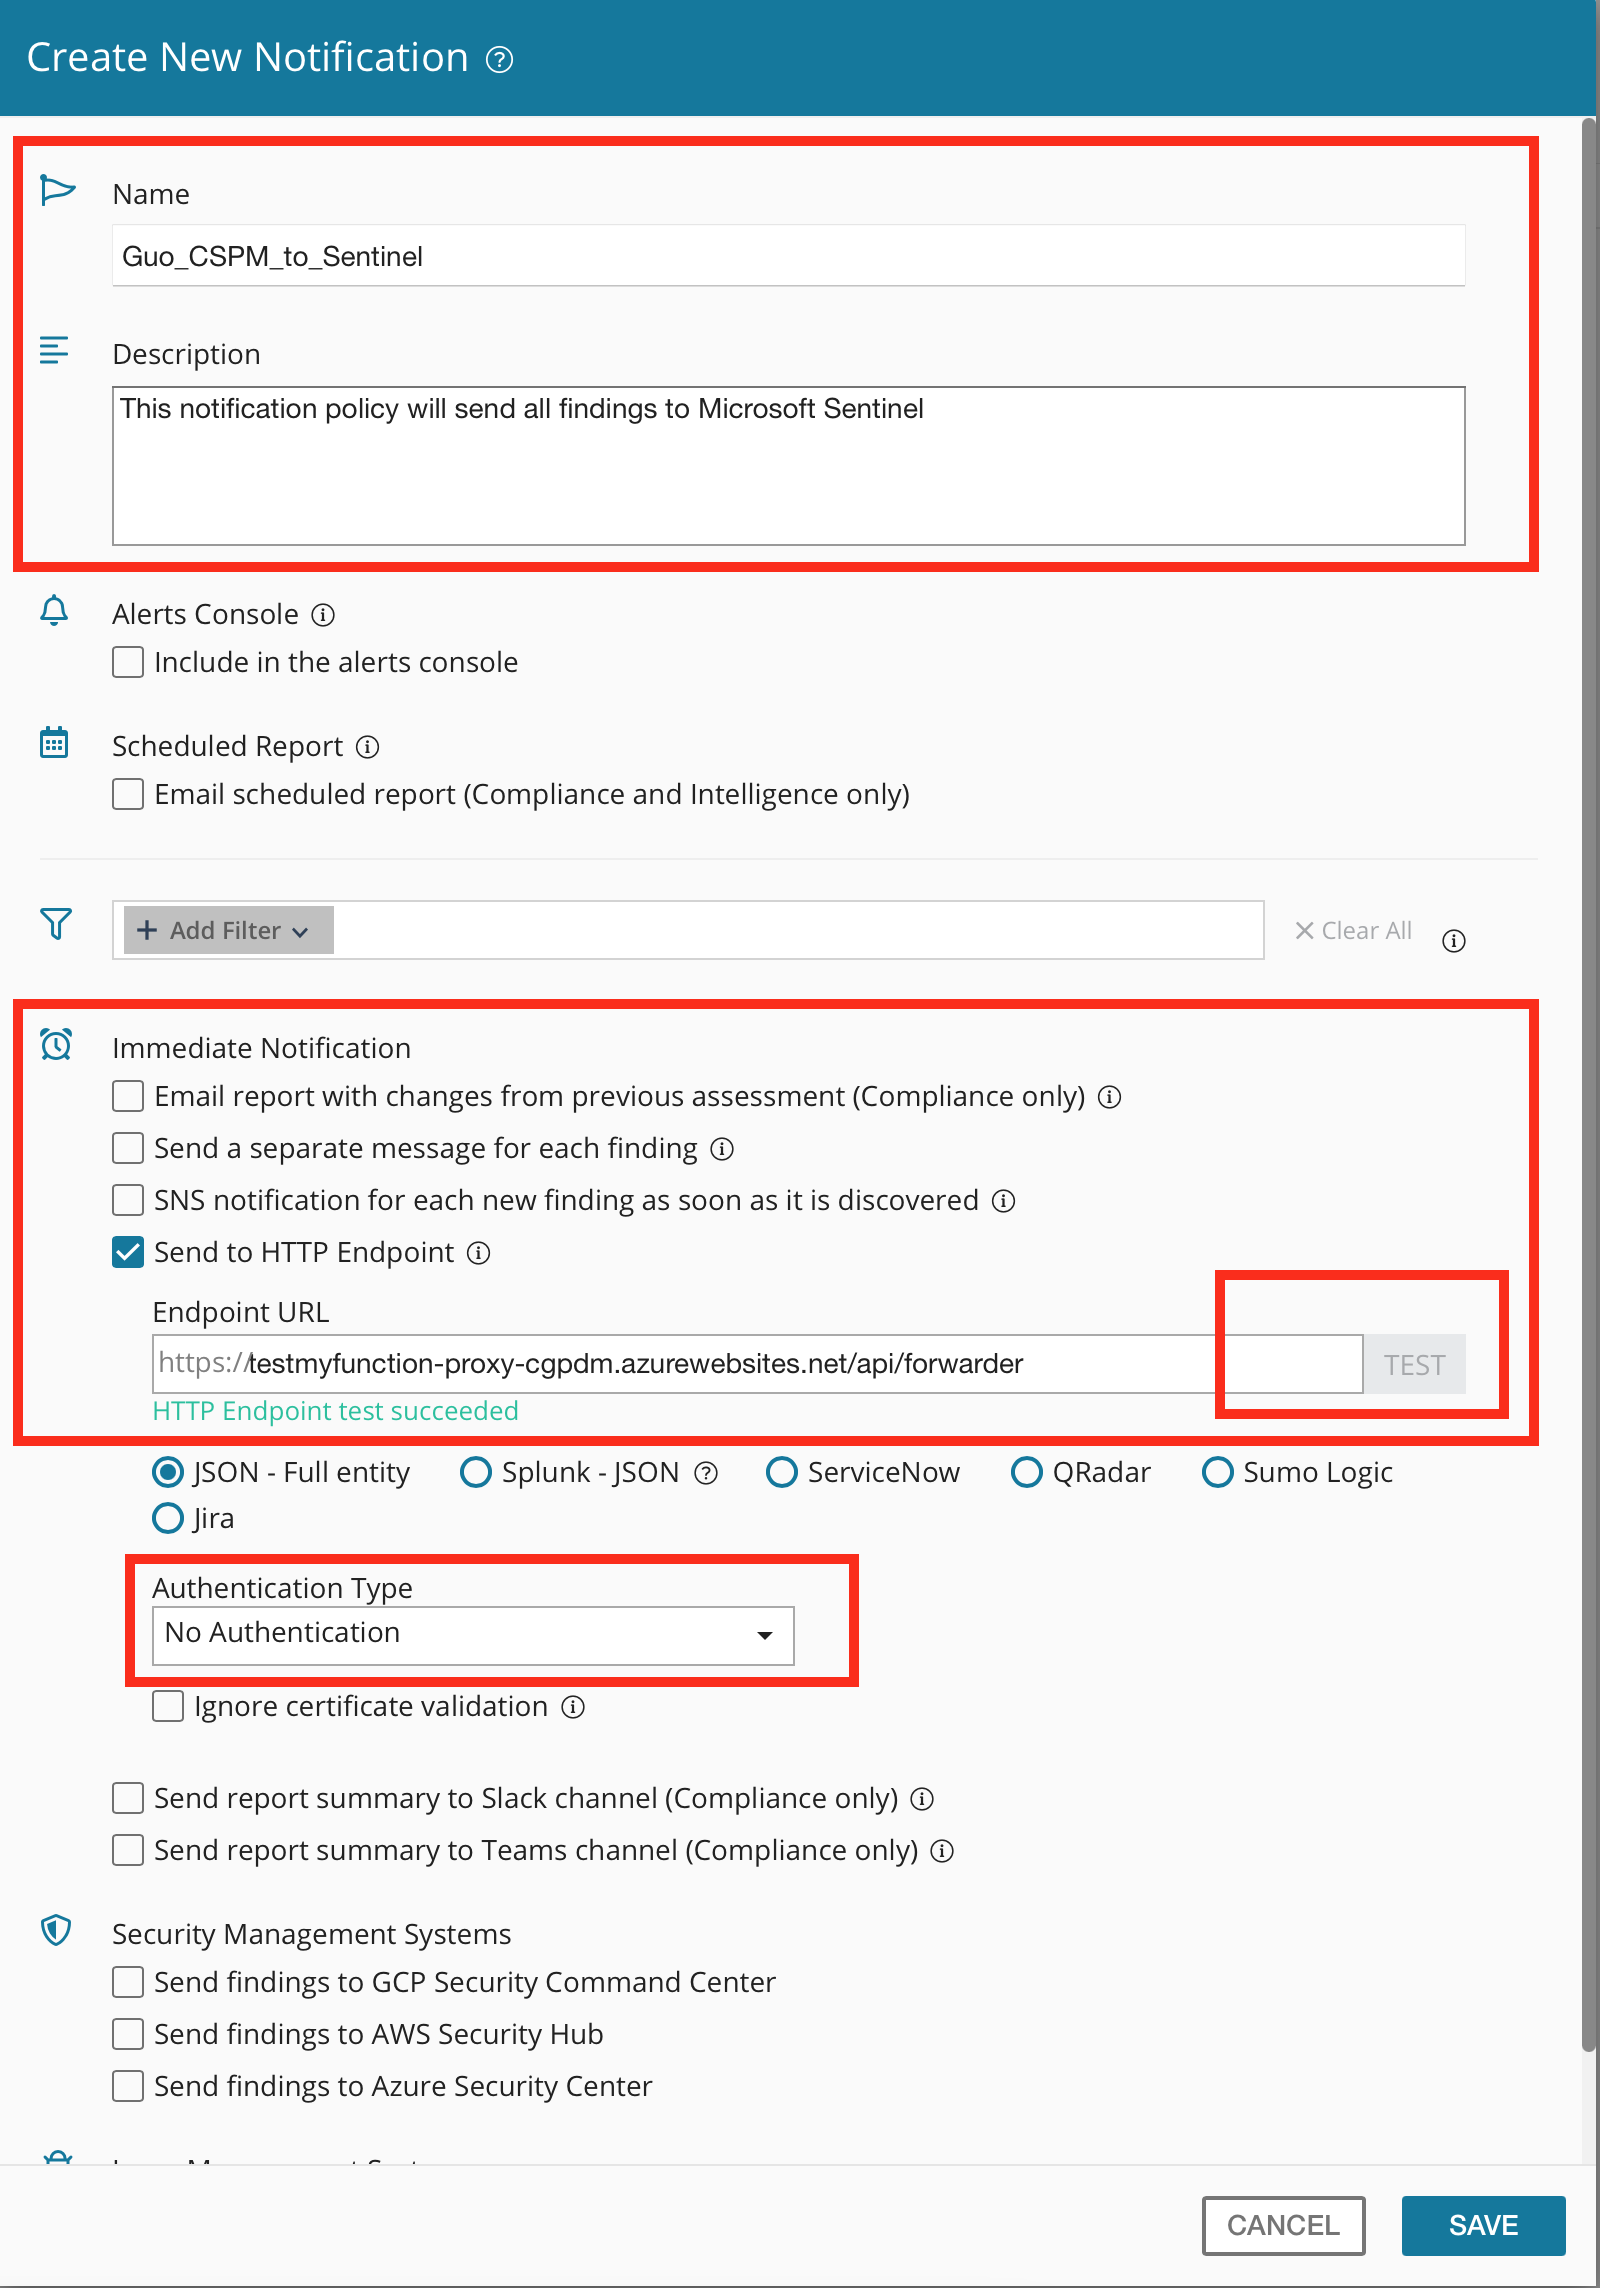 Create New Notification ?
Name
Guo_CSPM_to_Sentinel
Description
This notification policy will send all findings to Microsoft Sentinel
Alerts Console
Include in the alerts console
Scheduled Report
Email scheduled report (Compliance and Intelligence only)
+ Add Filter
Clear All
Immediate Notification
Email report with changes from previous assessment (Compliance only)
Send a separate message for each finding
SNS notification for each new finding as soon as it is discovered
Send to HTTP Endpoint
Endpoint URL
https://testmyfunction-proxy-cgpdm.azurewebsites.net/api/forwarder TEST
HTTP Endpoint test succeeded
JSON - Full entity Splunk - JSON ? ServiceNow QRadar Sumo Logic
Jira
Authentication Type
No Authentication
Ignore certificate validation
Send report summary to Slack channel (Compliance only)
Send report summary to Teams channel (Compliance only)
Security Management Systems
Send findings to GCP Security Command Center
Send findings to AWS Security Hub
Send findings to Azure Security Center
CANCEL SAVE